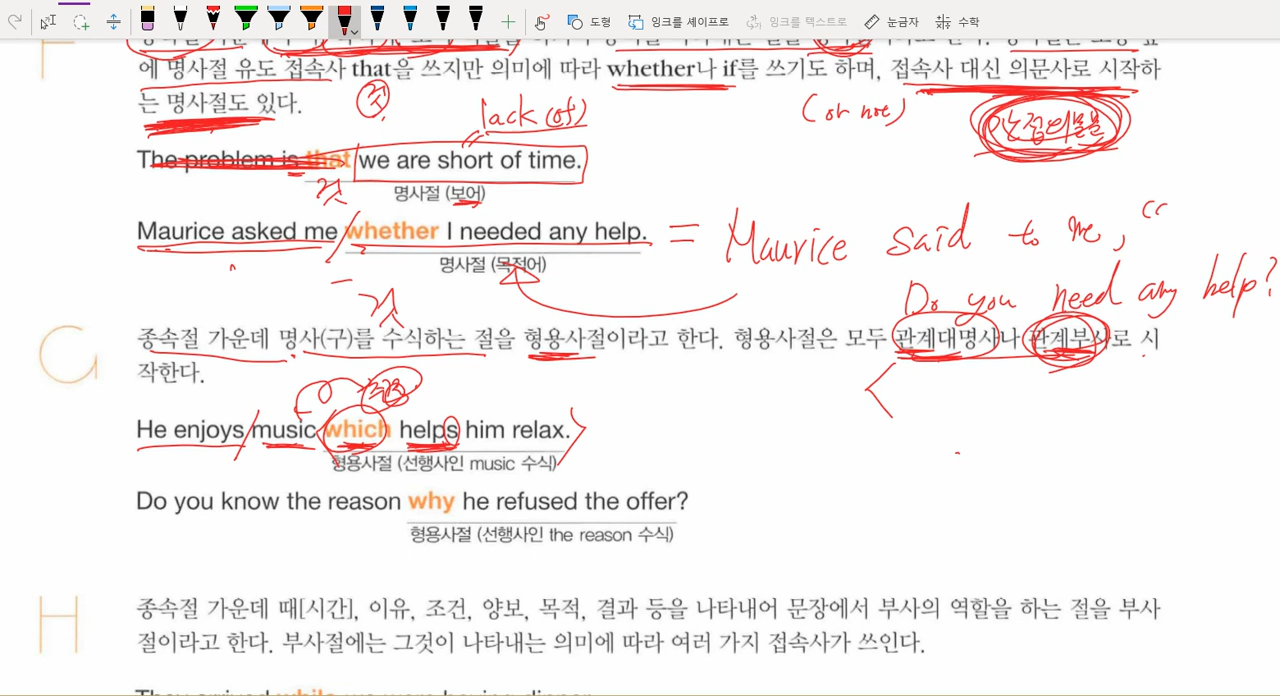 도형
잉크를 셰이프로
잉크를 텍스트로
눈금자
수학
F
에 명사절 유도 접속사 that을 쓰지만 의미에 따라 whether나 if를 쓰기도 하며, 접속사 대신 의문사로 시작하
는 명사절도 있다.
것
lack (of)
(or not)
간접의문문
The problem is that we are short of time.
것
명사절 (보어)
Maurice asked me / whether I needed any help. = Maurice said to me, "
명사절 (목적어)
것
Do you need any help?
G
종속절 가운데 명사(구)를 수식하는 절을 형용사절이라고 한다. 형용사절은 모두 관계대명사나 관계부사로 시
작한다.
He enjoys / music which helps him relax.
형용사절 (선행사인 music 수식)
Do you know the reason why he refused the offer?
형용사절 (선행사인 the reason 수식)
H
종속절 가운데 때[시간], 이유, 조건, 양보, 목적, 결과 등을 나타내어 문장에서 부사의 역할을 하는 절을 부사
절이라고 한다. 부사절에는 그것이 나타내는 의미에 따라 여러 가지 접속사가 쓰인다.